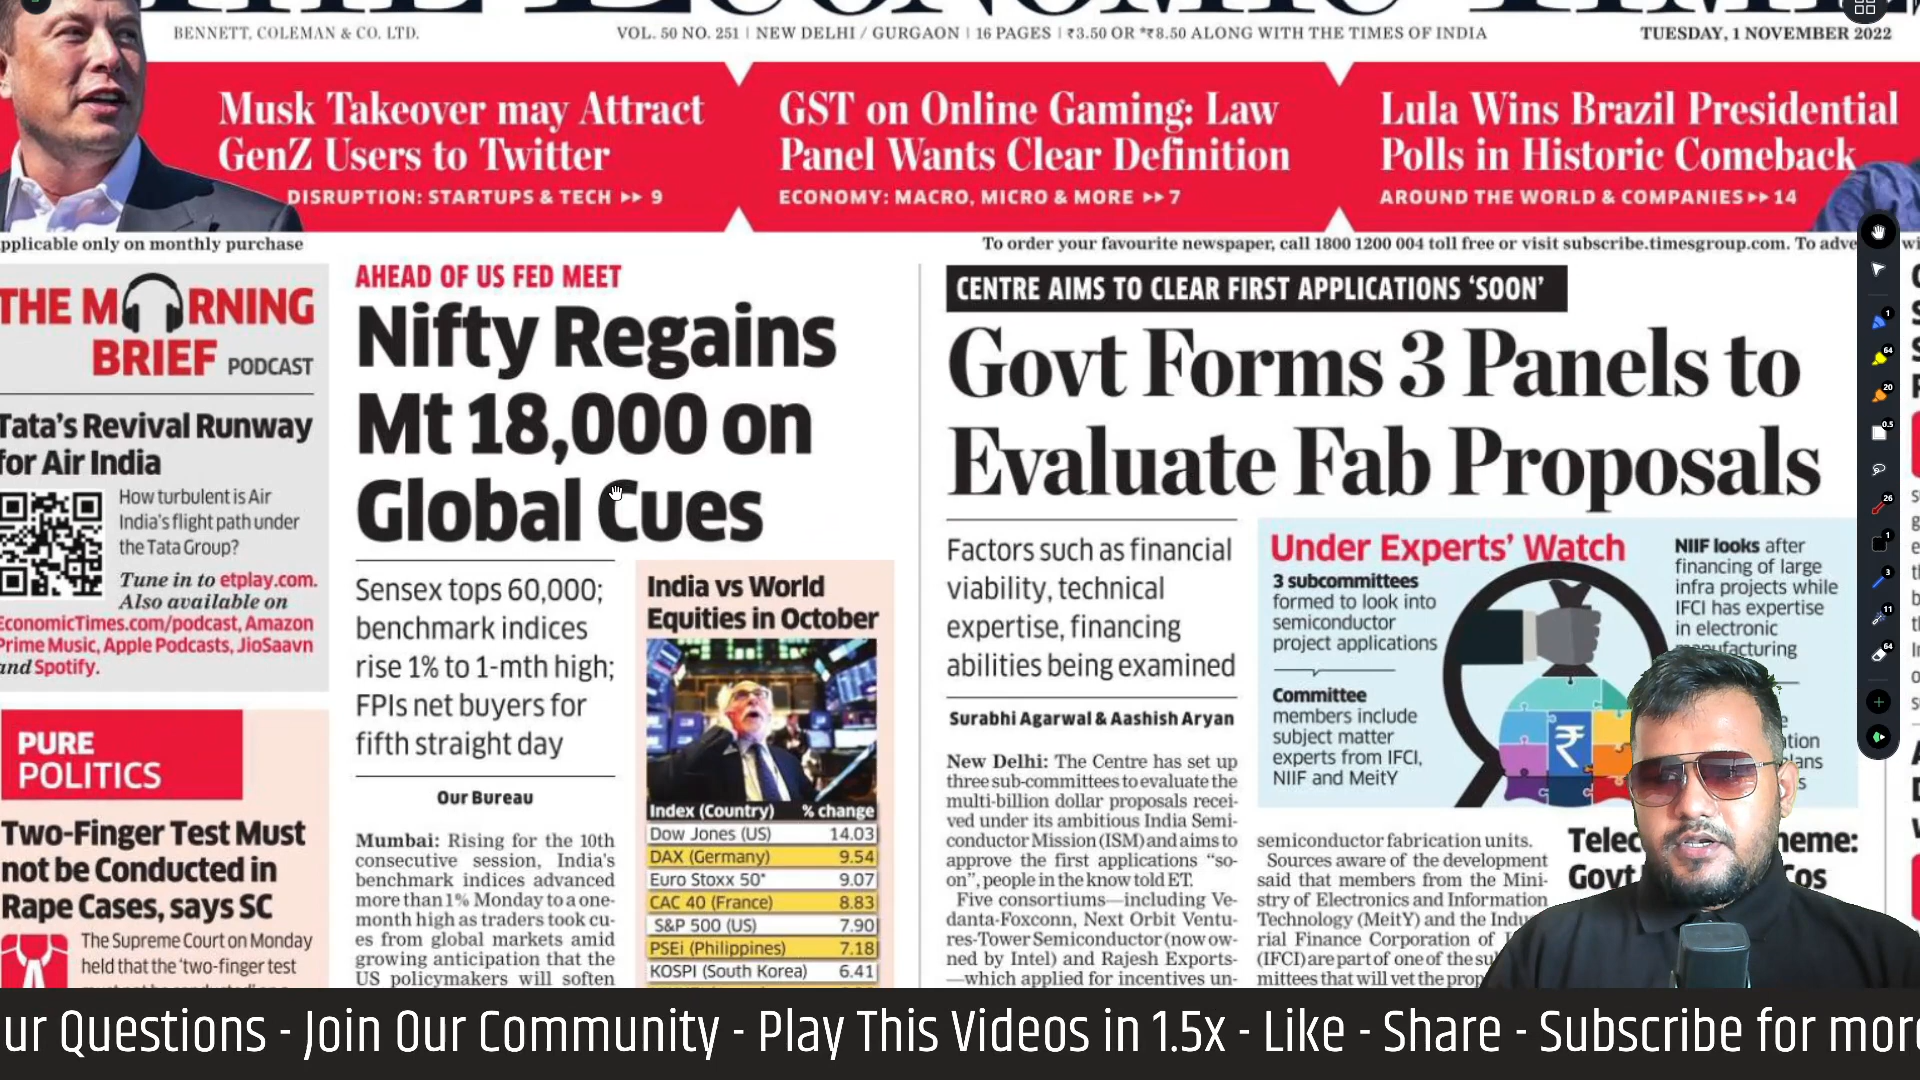 THE ECONOMIC TIMES
BENNETT, COLEMAN & CO. LTD.
VOL. 50 NO. 251 | NEW DELHI / GURGAON | 16 PAGES | ₹3.50 OR *₹8.50 ALONG WITH THE TIMES OF INDIA
TUESDAY, 1 NOVEMBER 2022
Musk Takeover may Attract
GenZ Users to Twitter
DISRUPTION: STARTUPS & TECH ▸▸ 9
GST on Online Gaming: Law
Panel Wants Clear Definition
ECONOMY: MACRO, MICRO & MORE ▸▸ 7
Lula Wins Brazil Presidential
Polls in Historic Comeback
AROUND THE WORLD & COMPANIES ▸▸ 14
applicable only on monthly purchase
To order your favourite newspaper, call 1800 1200 004 toll free or visit subscribe.timesgroup.com. To adve
THE MORNING
BRIEF PODCAST
Tata's Revival Runway
for Air India
How turbulent is Air
India's flight path under
the Tata Group?
Tune in to etplay.com.
Also available on
EconomicTimes.com/podcast, Amazon
Prime Music, Apple Podcasts, JioSaavn
and Spotify.
PURE
POLITICS
Two-Finger Test Must
not be Conducted in
Rape Cases, says SC
The Supreme Court on Monday
held that the 'two-finger test
AHEAD OF US FED MEET
Nifty Regains
Mt 18,000 on
Global Cues
Sensex tops 60,000;
benchmark indices
rise 1% to 1-mth high;
FPIs net buyers for
fifth straight day
Our Bureau
Mumbai: Rising for the 10th
consecutive session, India's
benchmark indices advanced
more than 1% Monday to a one-
month high as traders took cu-
es from global markets amid
growing anticipation that the
US policymakers will soften
India vs World
Equities in October
Index (Country) % change
Dow Jones (US) 14.03
DAX (Germany) 9.54
Euro Stoxx 50* 9.07
CAC 40 (France) 8.83
S&P 500 (US) 7.90
PSEi (Philippines) 7.18
KOSPI (South Korea) 6.41
CENTRE AIMS TO CLEAR FIRST APPLICATIONS 'SOON'
Govt Forms 3 Panels to
Evaluate Fab Proposals
Factors such as financial
viability, technical
expertise, financing
abilities being examined
Surabhi Agarwal & Aashish Aryan
New Delhi: The Centre has set up
three sub-committees to evaluate the
multi-billion dollar proposals recei-
ved under its ambitious India Semi-
conductor Mission (ISM) and aims to
approve the first applications "so-
on", people in the know told ET.
Five consortiums—including Ve-
danta-Foxconn, Next Orbit Ventu-
res-Tower Semiconductor (now ow-
ned by Intel) and Rajesh Exports-
—which applied for incentives un-
Under Experts' Watch
3 subcommittees
formed to look into
semiconductor
project applications
Committee
members include
subject matter
experts from IFCI,
NIIF and MeitY
NIIF looks after
financing of large
infra projects while
IFCI has expertise
in electronic
manufacturing
semiconductor fabrication units.
Sources aware of the development
said that members from the Mini-
stry of Electronics and Information
Technology (MeitY) and the Indu
rial Finance Corporation of
(IFCI) are part of one of the su
mittees that will vet the prop
Telec heme:
Govt Cos
ur Questions - Join Our Community - Play This Videos in 1.5x - Like - Share - Subscribe for more